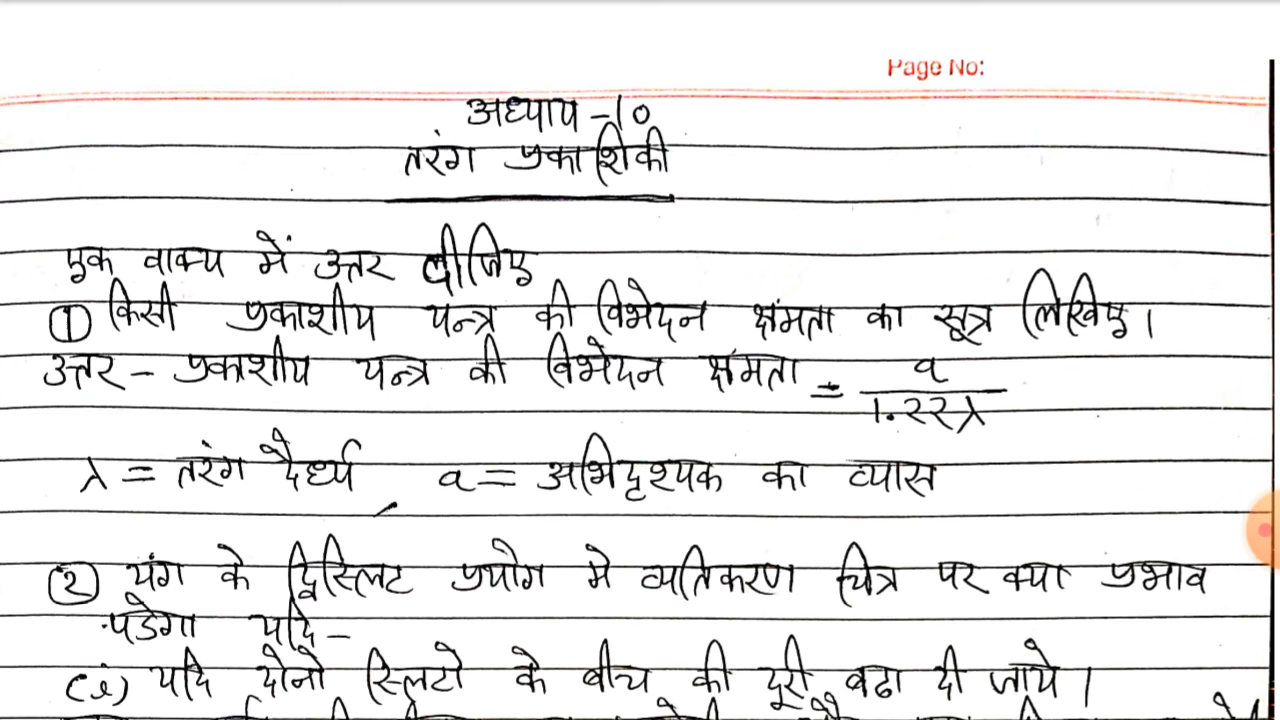 Page No:
अध्याय -10
तरंग प्रकाशिकी
एक वाक्य में उत्तर दीजिए
① किसी प्रकाशीय यन्त्र की विभेदन क्षमता का सूत्र लिखिए।
उत्तर - प्रकाशीय यन्त्र की विभेदन क्षमता = a / 1.22λ
λ = तरंग दैर्ध्य, a = अभिदृश्यक का व्यास
② यंग के द्विस्लिट प्रयोग मे व्यतिकरण चित्र पर क्या प्रभाव
पडेगा यदि -
(i) यदि दोनो स्लिटो के बीच की दूरी बढा दी जाये।